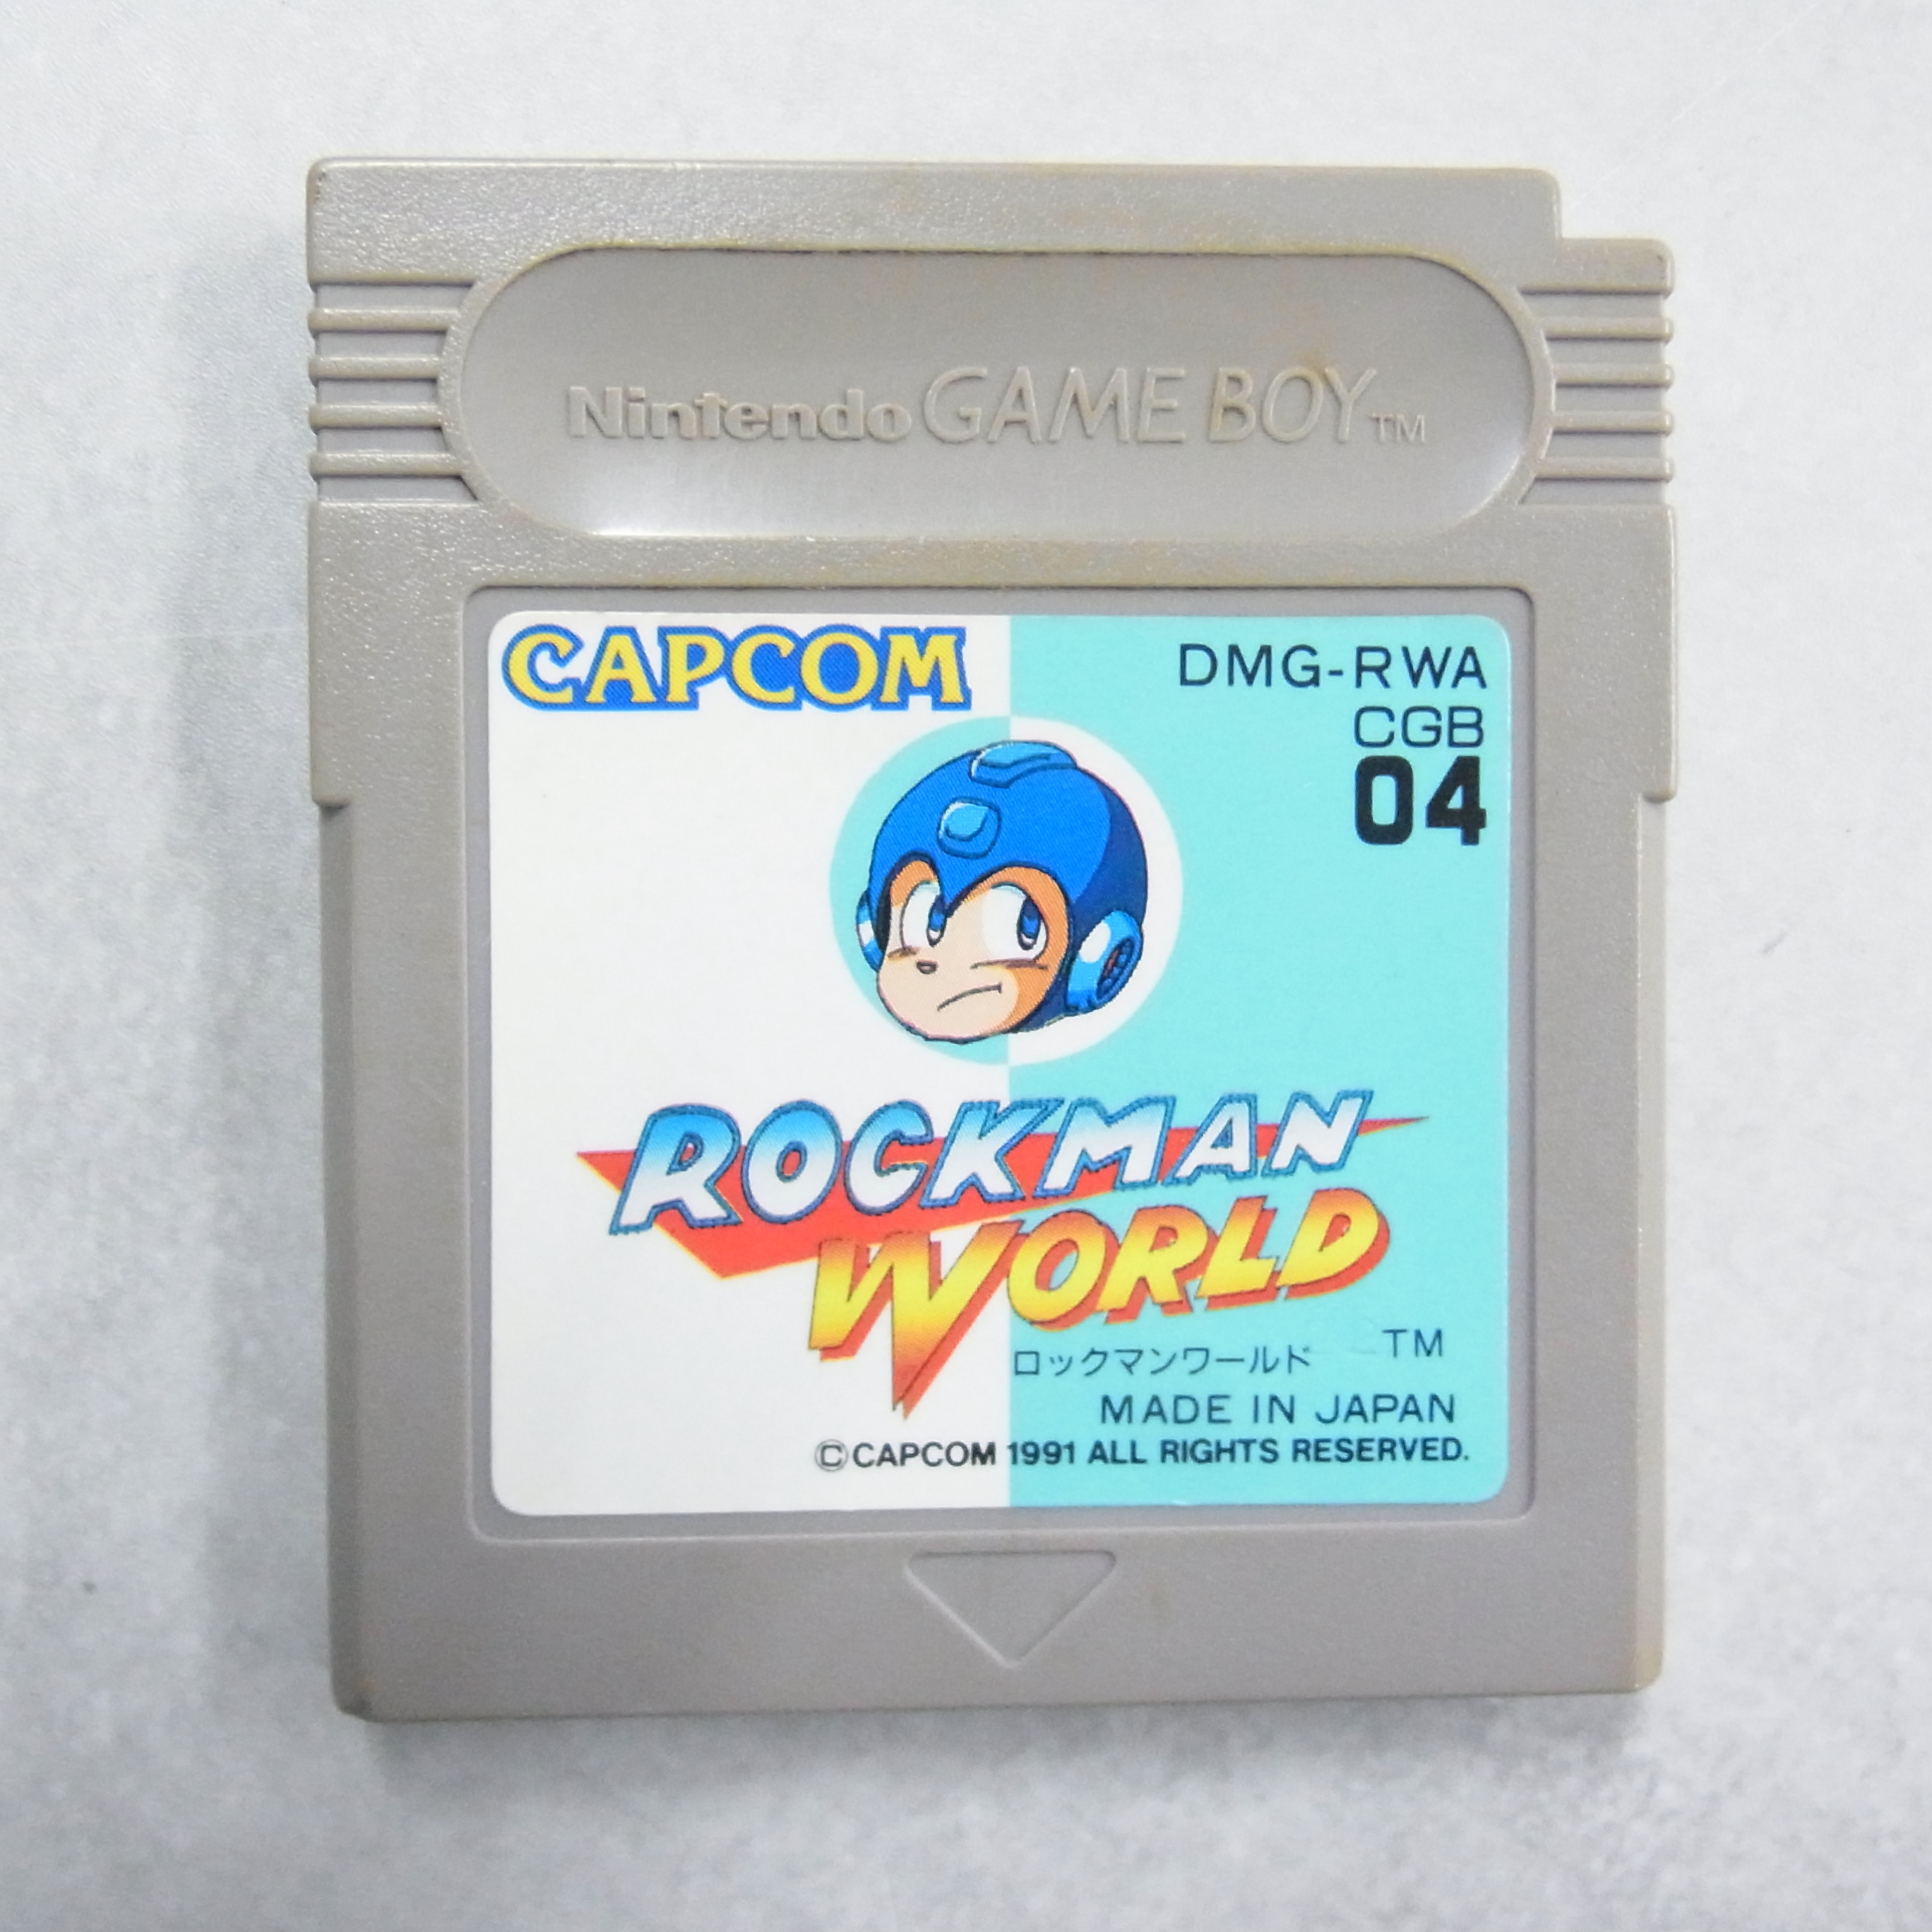 Nintendo GAME BOY TM
CAPCOM
DMG-RWA
CGB
04
ROCKMAN
WORLD
ロックマンワールド TM
MADE IN JAPAN
©CAPCOM 1991 ALL RIGHTS RESERVED.